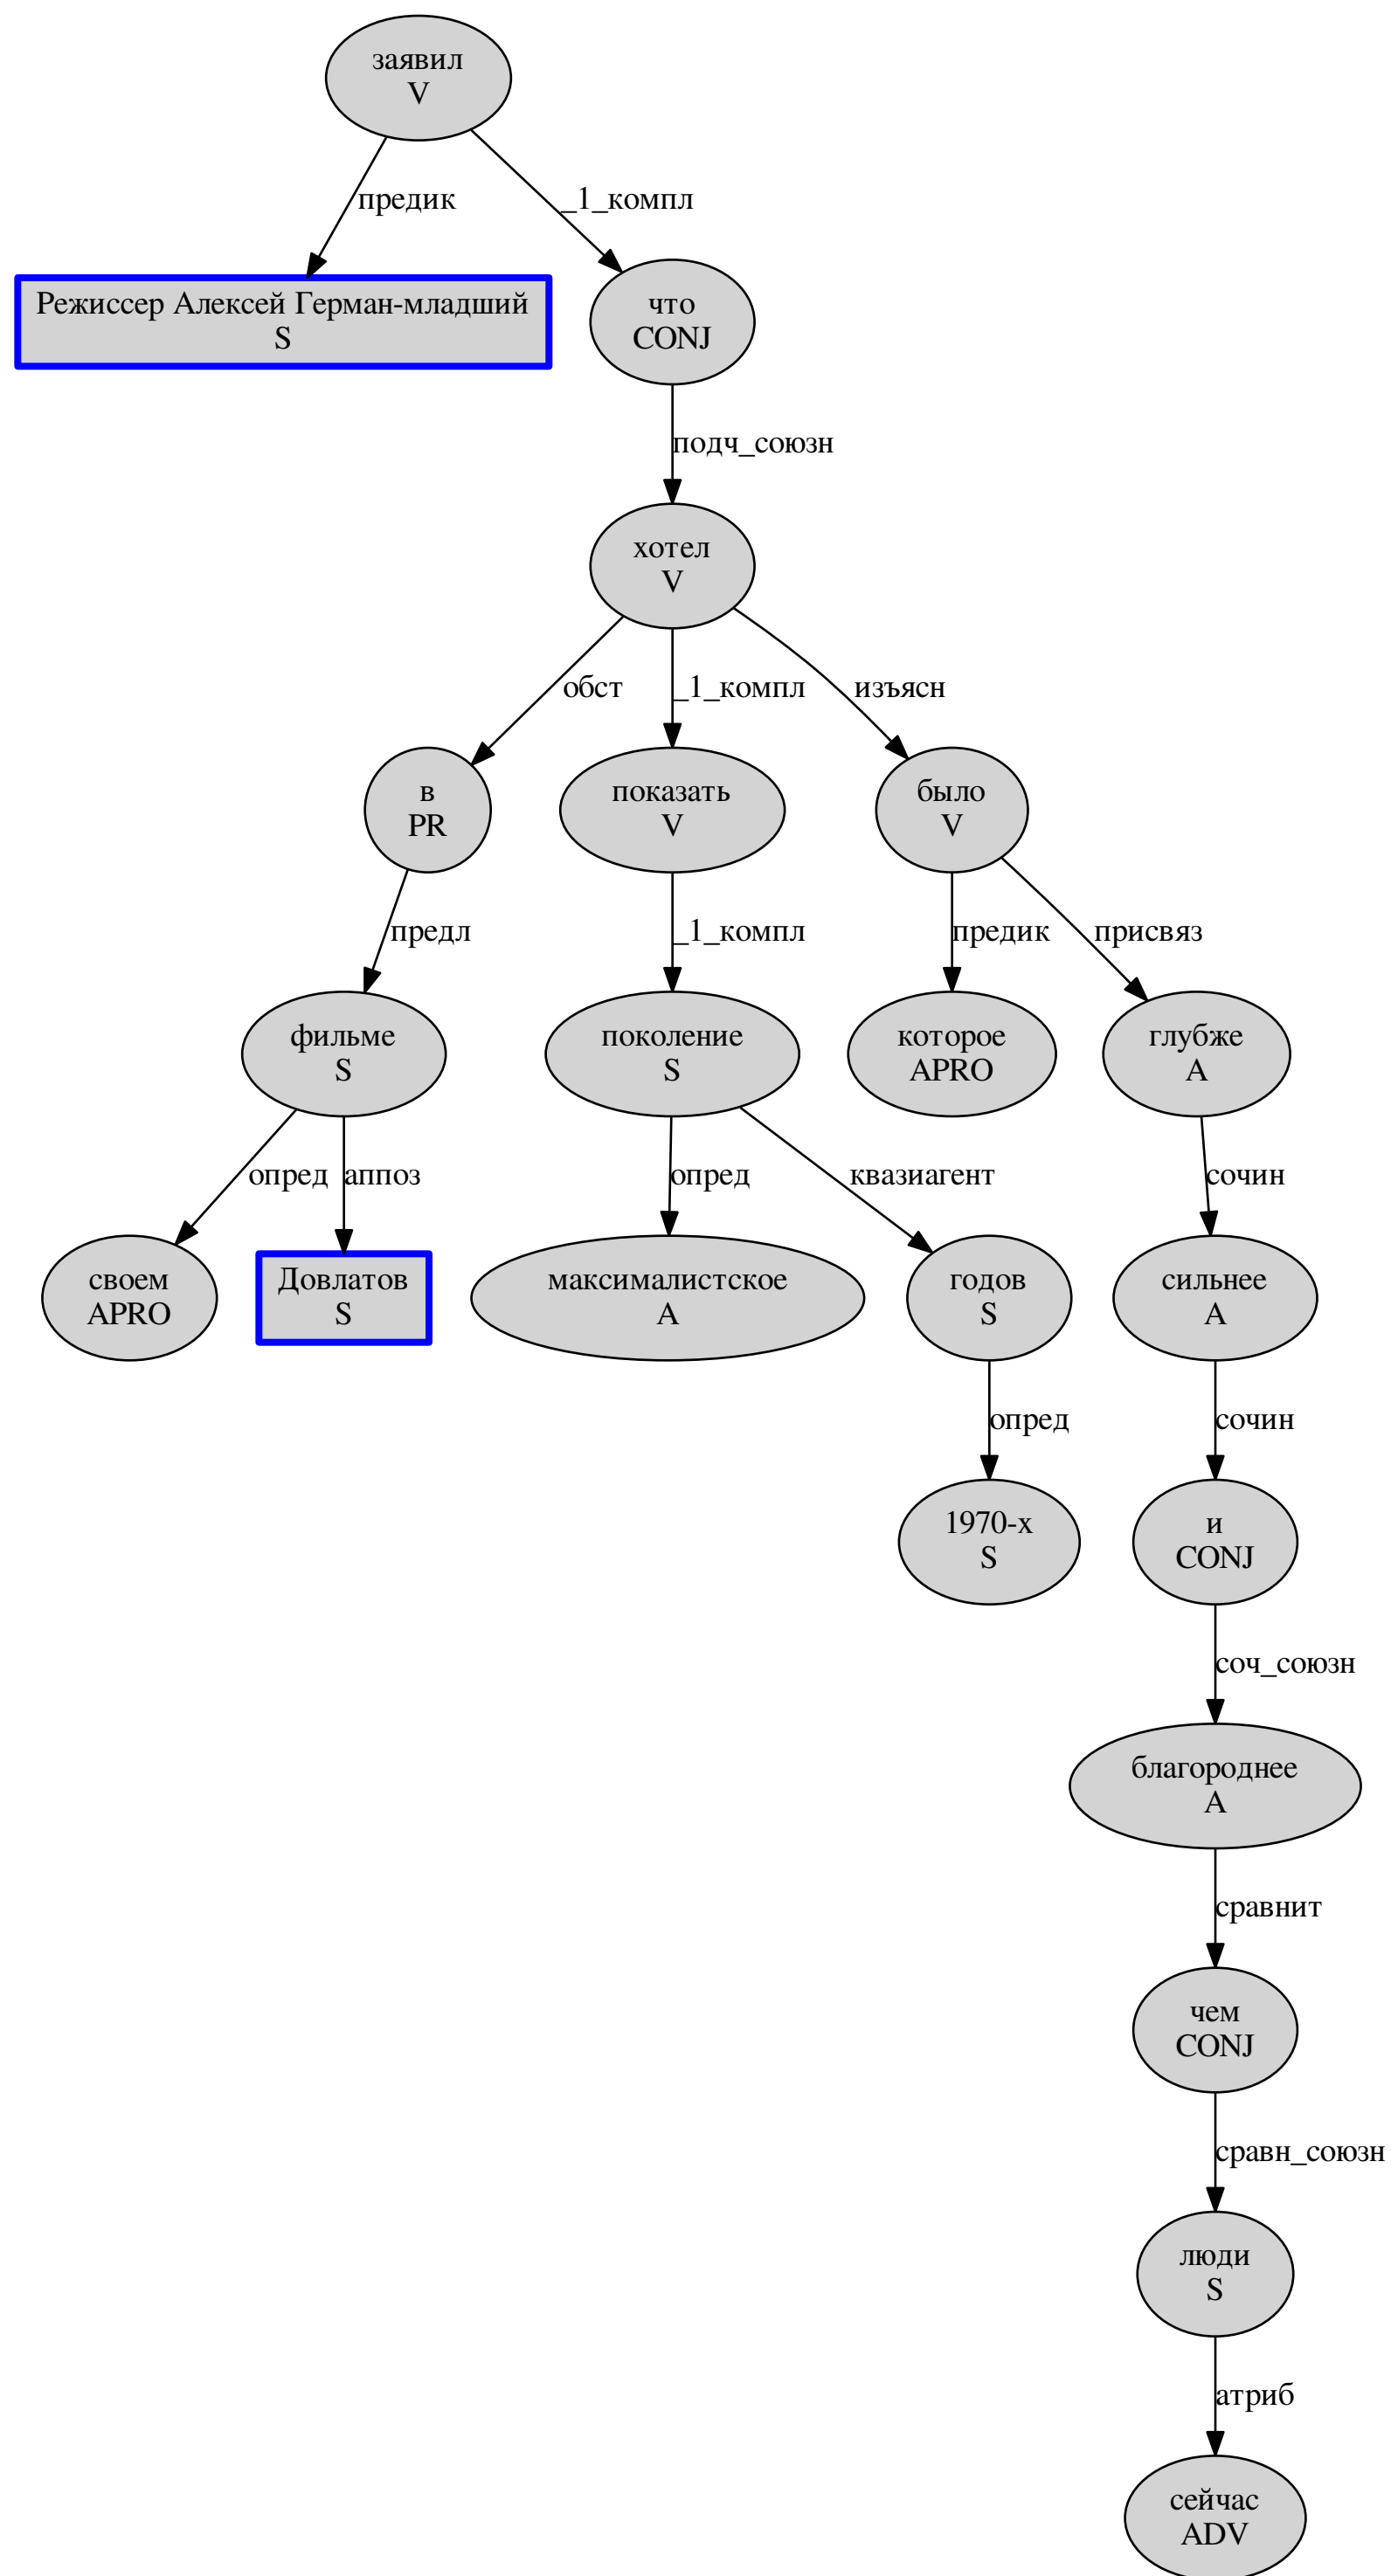 заявил
V
предик
_1_компл
Режиссер Алексей Герман-младший
S
что
CONJ
подч_союзн
хотел
V
обст
_1_компл
изъясн
в
PR
показать
V
было
V
предл
_1_компл
предик
присвяз
фильме
S
поколение
S
которое
APRO
глубже
A
опред
аппоз
опред
квазиагент
сочин
своем
APRO
Довлатов
S
максималистское
A
годов
S
сильнее
A
опред
сочин
1970-х
S
и
CONJ
соч_союзн
благороднее
A
сравнит
чем
CONJ
сравн_союзн
люди
S
атриб
сейчас
ADV